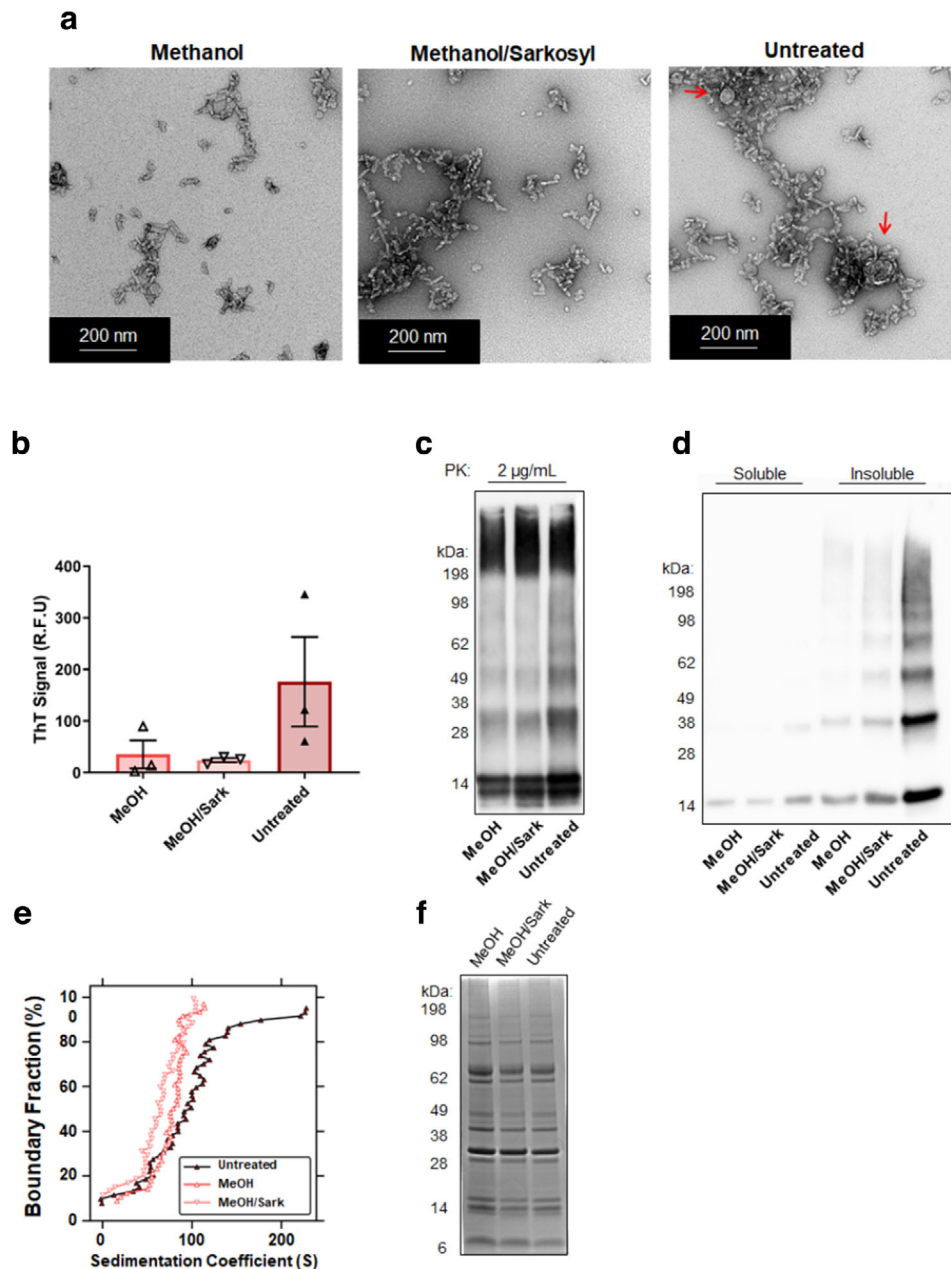 a
Methanol
Methanol/Sarkosyl
Untreated
200 nm
200 nm
200 nm
b
ThT Signal (R.F.U)
400
300
200
100
0
MeOH
MeOH/Sark
Untreated
c
PK: 2 µg/mL
kDa:
198
98
62
49
38
28
14
MeOH
MeOH/Sark
Untreated
d
Soluble
Insoluble
kDa:
198
98
62
49
38
28
14
MeOH
MeOH/Sark
Untreated
MeOH
MeOH/Sark
Untreated
e
Boundary Fraction (%)
10
0
80
60
40
20
0
Untreated
MeOH
MeOH/Sark
0 100 200
Sedimentation Coefficient (S)
f
MeOH
MeOH/Sark
Untreated
kDa:
198
98
62
49
38
28
14
6